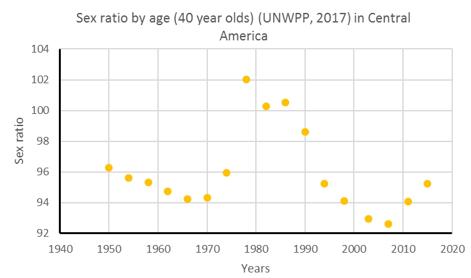 Sex ratio by age (40 year olds) (UNWPP, 2017) in Central
America
104
102
100
98
96
94
92
Sex ratio
1940 1950 1960 1970 1980 1990 2000 2010 2020
Years